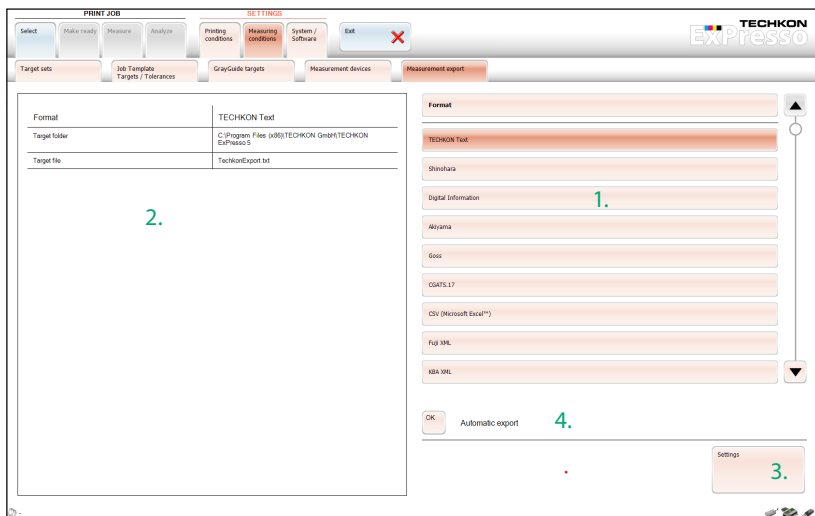 PRINT JOB
SETTINGS
Select
Make ready
Measure
Analyze
Printing
conditions
Measuring
conditions
System /
Software
Exit
TECHKON
ExPresso
Target sets
Job Template
Targets / Tolerances
GrayGuide targets
Measurement devices
Measurement export
Format
TECHKON Text
Target folder
C:\Program Files (x86)\TECHKON GmbH\TECHKON
ExPresso 5
Target file
TechkonExport.txt
2.
Format
TECHKON Text
Shinohara
Digital Information
1.
Akiyama
Goss
CGATS.17
CSV (Microsoft Excel™)
Fuji XML
KBA XML
OK
Automatic export
4.
Settings
3.